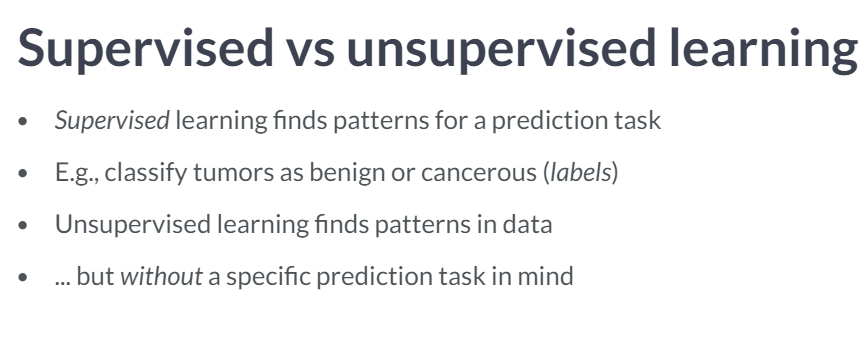 Supervised vs unsupervised learning
• Supervised learning finds patterns for a prediction task
• E.g., classify tumors as benign or cancerous (labels)
• Unsupervised learning finds patterns in data
• ... but without a specific prediction task in mind